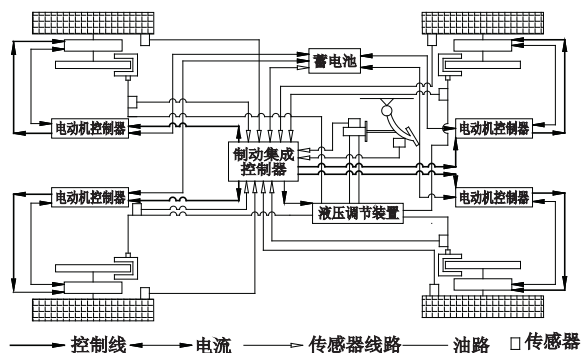 蓄电池
电动机控制器
电动机控制器
制动集成
控制器
电动机控制器
电动机控制器
液压调节装置
控制线
电流
传感器线路
油路
传感器